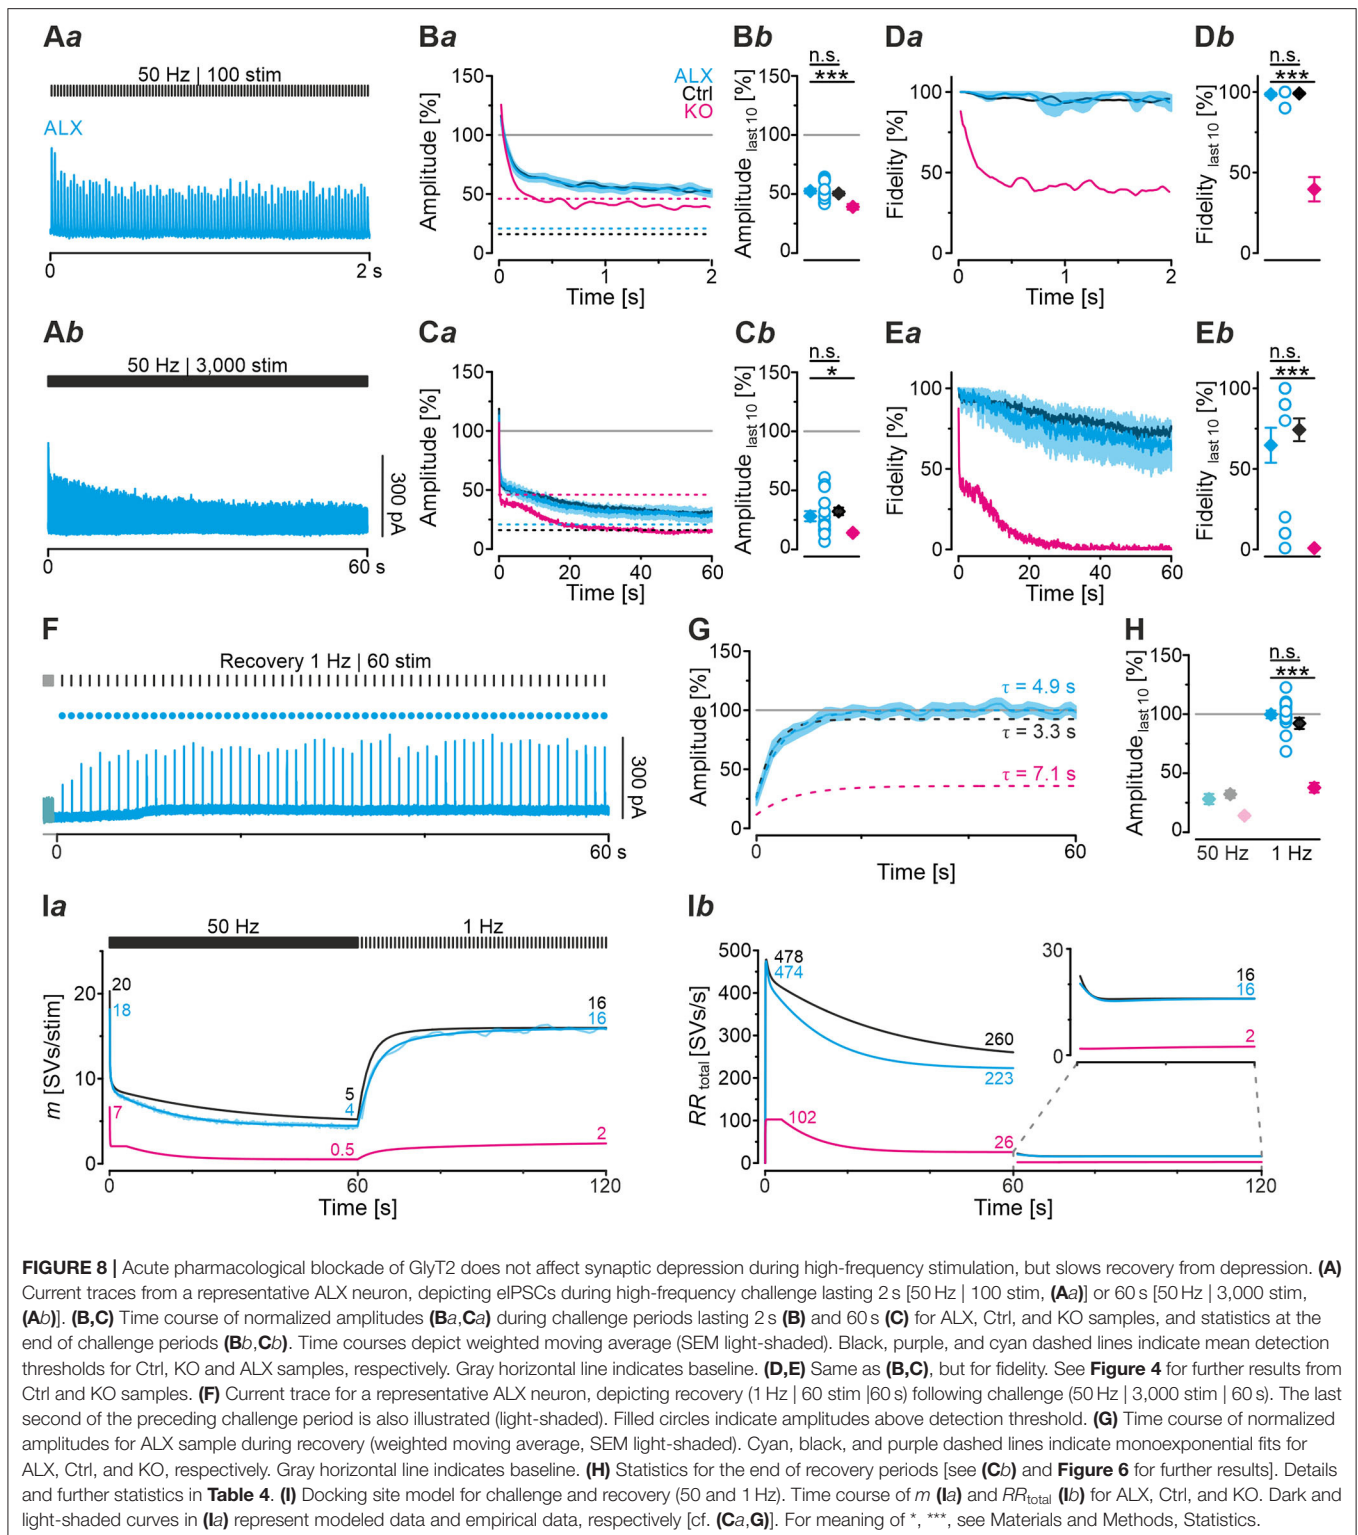 Aa
50 Hz | 100 stim
ALX
0
2 s
Ba
150
100
50
0
Amplitude [%]
ALX
Ctrl
KO
0
1
2
Time [s]
Bb
n.s.
***
150
100
50
0
Amplitude last 10 [%]
Da
100
50
0
Fidelity [%]
0
1
2
Time [s]
Db
n.s.
***
100
50
0
Fidelity last 10 [%]
Ab
50 Hz | 3,000 stim
300 pA
0
60 s
Ca
150
100
50
0
Amplitude [%]
0
20
40
60
Time [s]
Cb
n.s.
*
150
100
50
0
Amplitude last 10 [%]
Ea
100
50
0
Fidelity [%]
0
20
40
60
Time [s]
Eb
n.s.
***
100
50
0
Fidelity last 10 [%]
F
Recovery 1 Hz | 60 stim
300 pA
0
60 s
G
150
100
50
0
Amplitude [%]
τ = 4.9 s
τ = 3.3 s
τ = 7.1 s
0
60
Time [s]
H
n.s.
***
150
100
50
0
Amplitude last 10 [%]
50 Hz
1 Hz
Ia
50 Hz
1 Hz
20
10
0
m [SVs/stim]
20
18
7
5
4
0.5
16
16
2
0
60
120
Time [s]
Ib
500
400
300
200
100
0
RR total [SVs/s]
478
474
102
260
223
26
30
0
16
16
2
0
60
120
Time [s]
FIGURE 8 | Acute pharmacological blockade of GlyT2 does not affect synaptic depression during high-frequency stimulation, but slows recovery from depression. (A)
Current traces from a representative ALX neuron, depicting eIPSCs during high-frequency challenge lasting 2 s [50 Hz | 100 stim, (Aa)] or 60 s [50 Hz | 3,000 stim,
(Ab)]. (B,C) Time course of normalized amplitudes (Ba,Ca) during challenge periods lasting 2 s (B) and 60 s (C) for ALX, Ctrl, and KO samples, and statistics at the
end of challenge periods (Bb,Cb). Time courses depict weighted moving average (SEM light-shaded). Black, purple, and cyan dashed lines indicate mean detection
thresholds for Ctrl, KO and ALX samples, respectively. Gray horizontal line indicates baseline. (D,E) Same as (B,C), but for fidelity. See Figure 4 for further results from
Ctrl and KO samples. (F) Current trace for a representative ALX neuron, depicting recovery (1 Hz | 60 stim |60 s) following challenge (50 Hz | 3,000 stim | 60 s). The last
second of the preceding challenge period is also illustrated (light-shaded). Filled circles indicate amplitudes above detection threshold. (G) Time course of normalized
amplitudes for ALX sample during recovery (weighted moving average, SEM light-shaded). Cyan, black, and purple dashed lines indicate monoexponential fits for
ALX, Ctrl, and KO, respectively. Gray horizontal line indicates baseline. (H) Statistics for the end of recovery periods [see (Cb) and Figure 6 for further results]. Details
and further statistics in Table 4. (I) Docking site model for challenge and recovery (50 and 1 Hz). Time course of m (Ia) and RRtotal (Ib) for ALX, Ctrl, and KO. Dark and
light-shaded curves in (Ia) represent modeled data and empirical data, respectively [cf. (Ca,G)]. For meaning of *, ***, see Materials and Methods, Statistics.